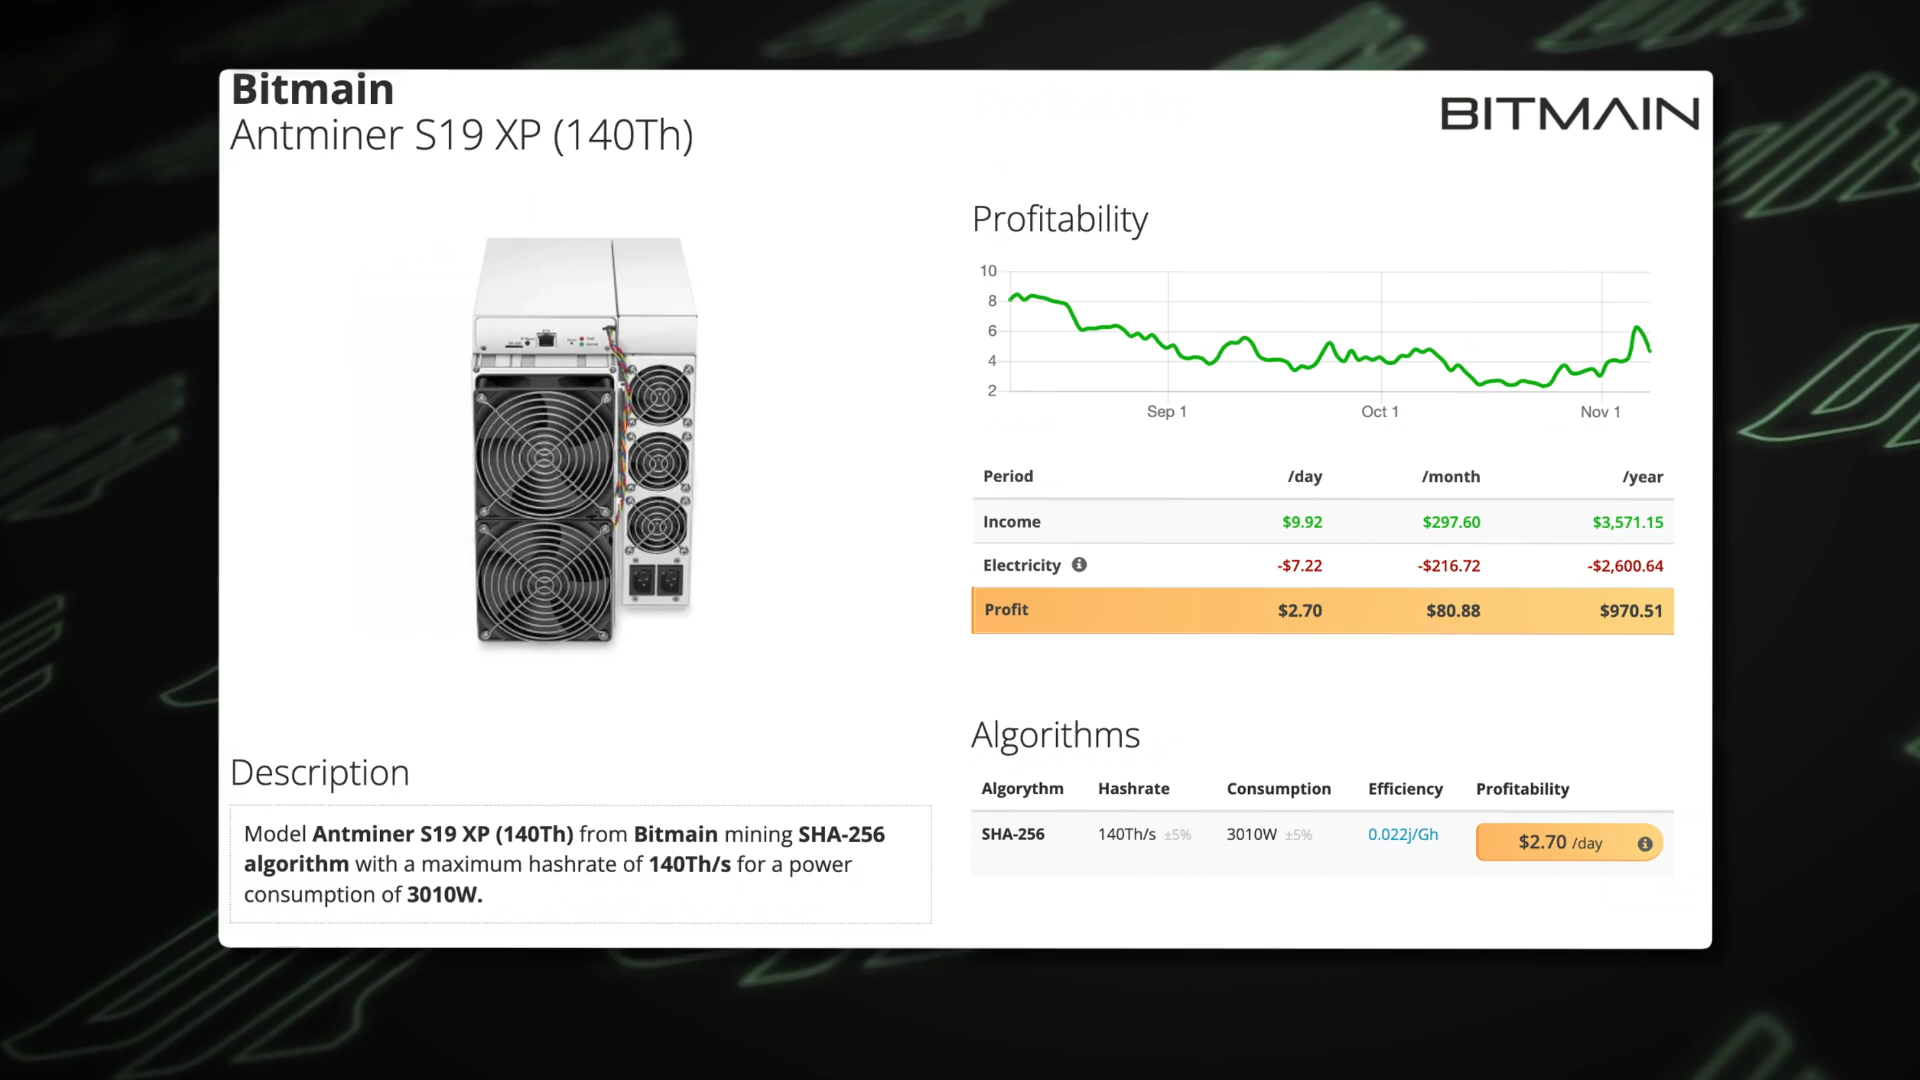 Bitmain
Antminer S19 XP (140Th)
BITMAIN
Profitability
10
8
6
4
2
Sep 1
Oct 1
Nov 1
Period /day /month /year
Income $9.92 $297.60 $3,571.15
Electricity -$7.22 -$216.72 -$2,600.64
Profit $2.70 $80.88 $970.51
Algorithms
Algorythm Hashrate Consumption Efficiency Profitability
SHA-256 140Th/s ±5% 3010W ±5% 0.022j/Gh $2.70 /day
Description
Model Antminer S19 XP (140Th) from Bitmain mining SHA-256
algorithm with a maximum hashrate of 140Th/s for a power
consumption of 3010W.